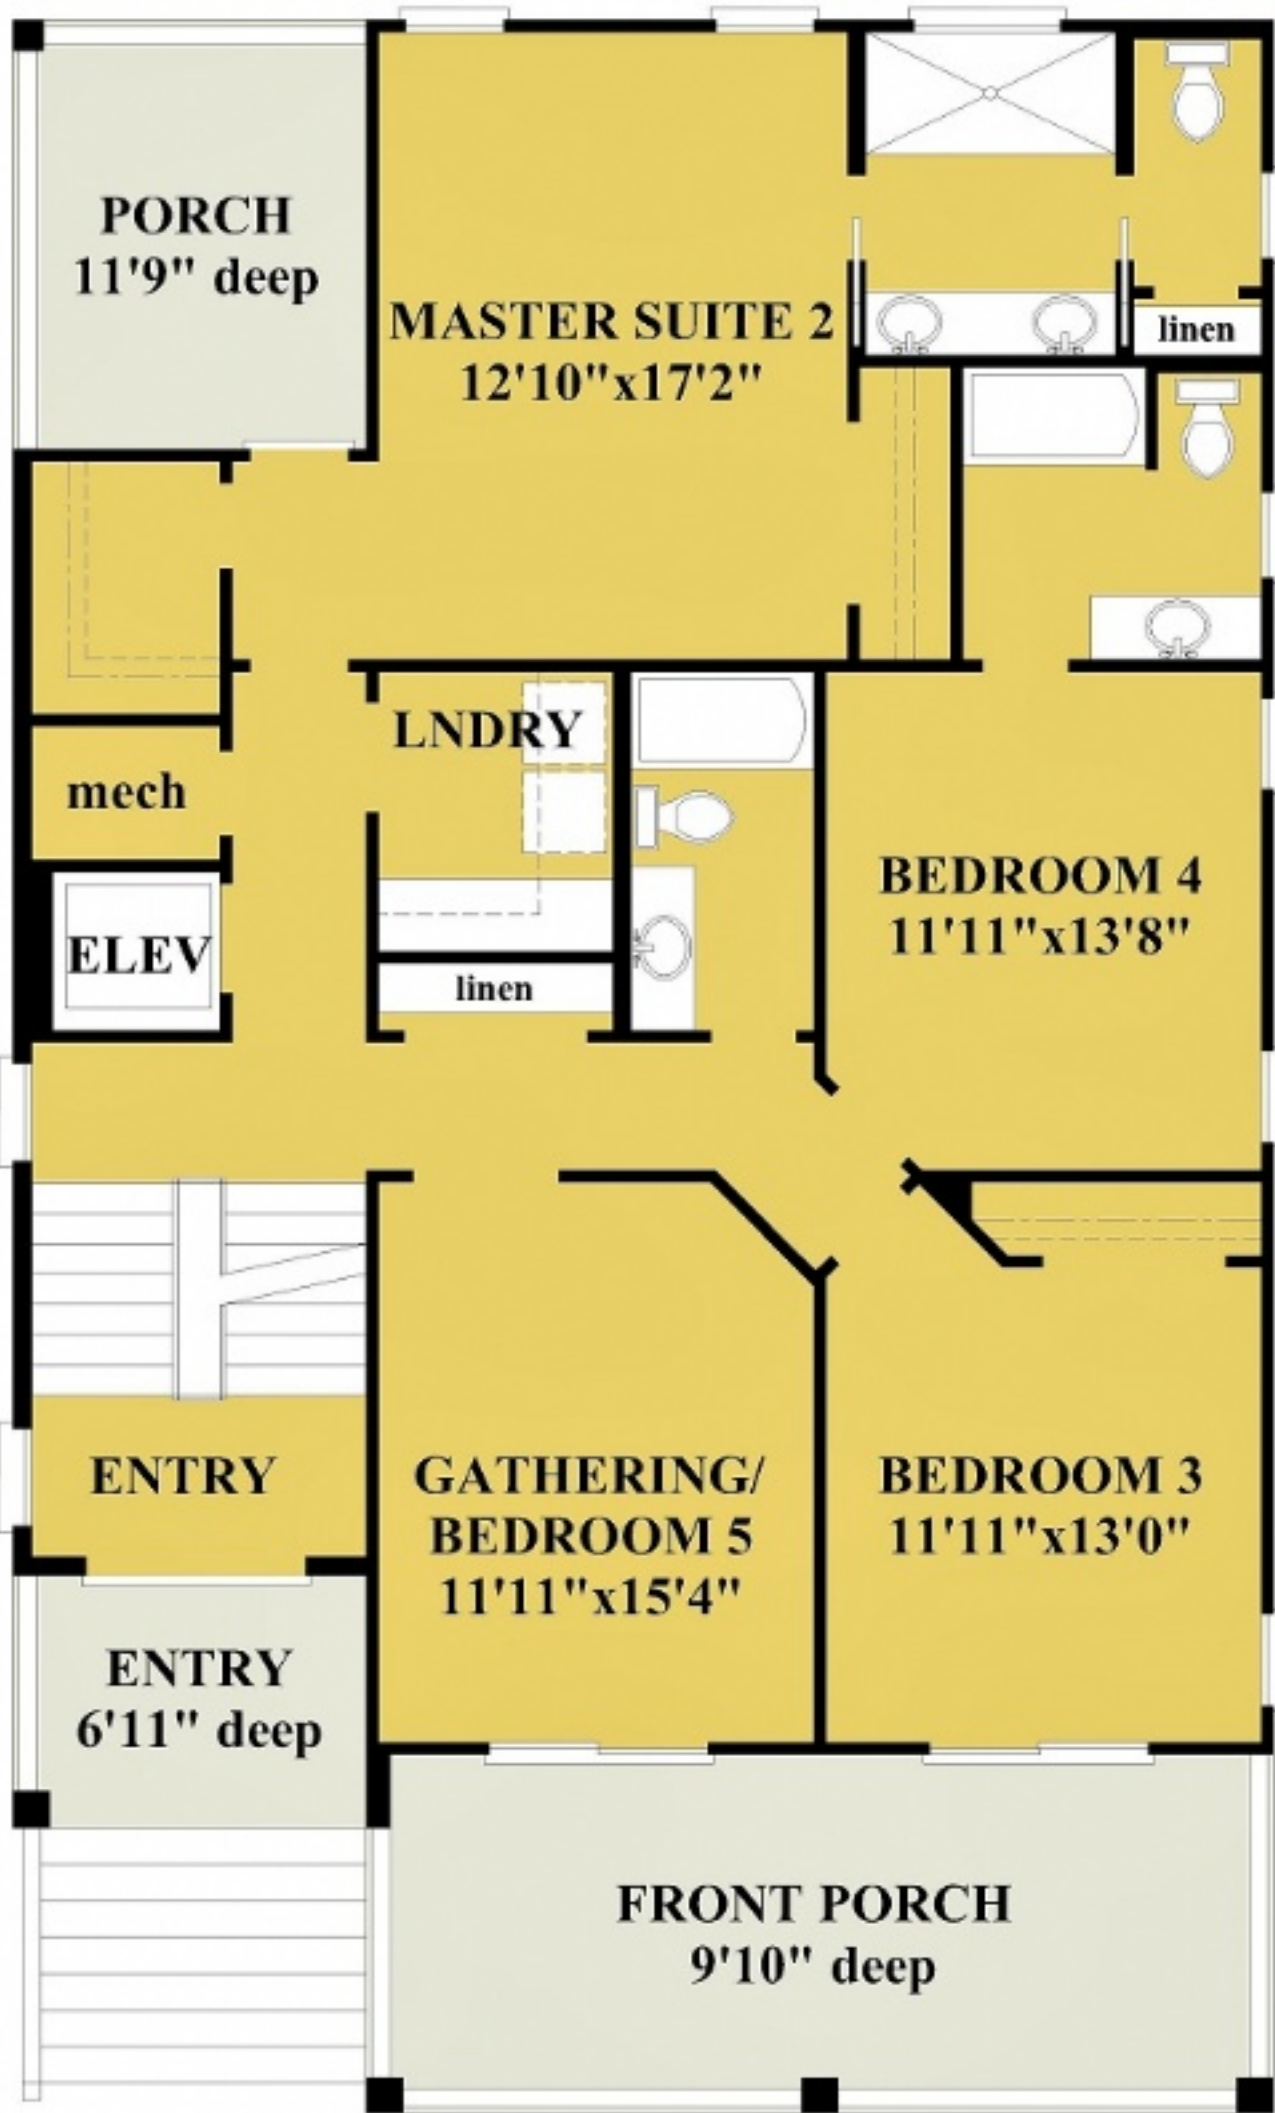 PORCH
11'9" deep
MASTER SUITE 2
12'10"x17'2"
linen
LNDRY
mech
ELEV
linen
BEDROOM 4
11'11"x13'8"
ENTRY
GATHERING/
BEDROOM 5
11'11"x15'4"
BEDROOM 3
11'11"x13'0"
ENTRY
6'11" deep
FRONT PORCH
9'10" deep